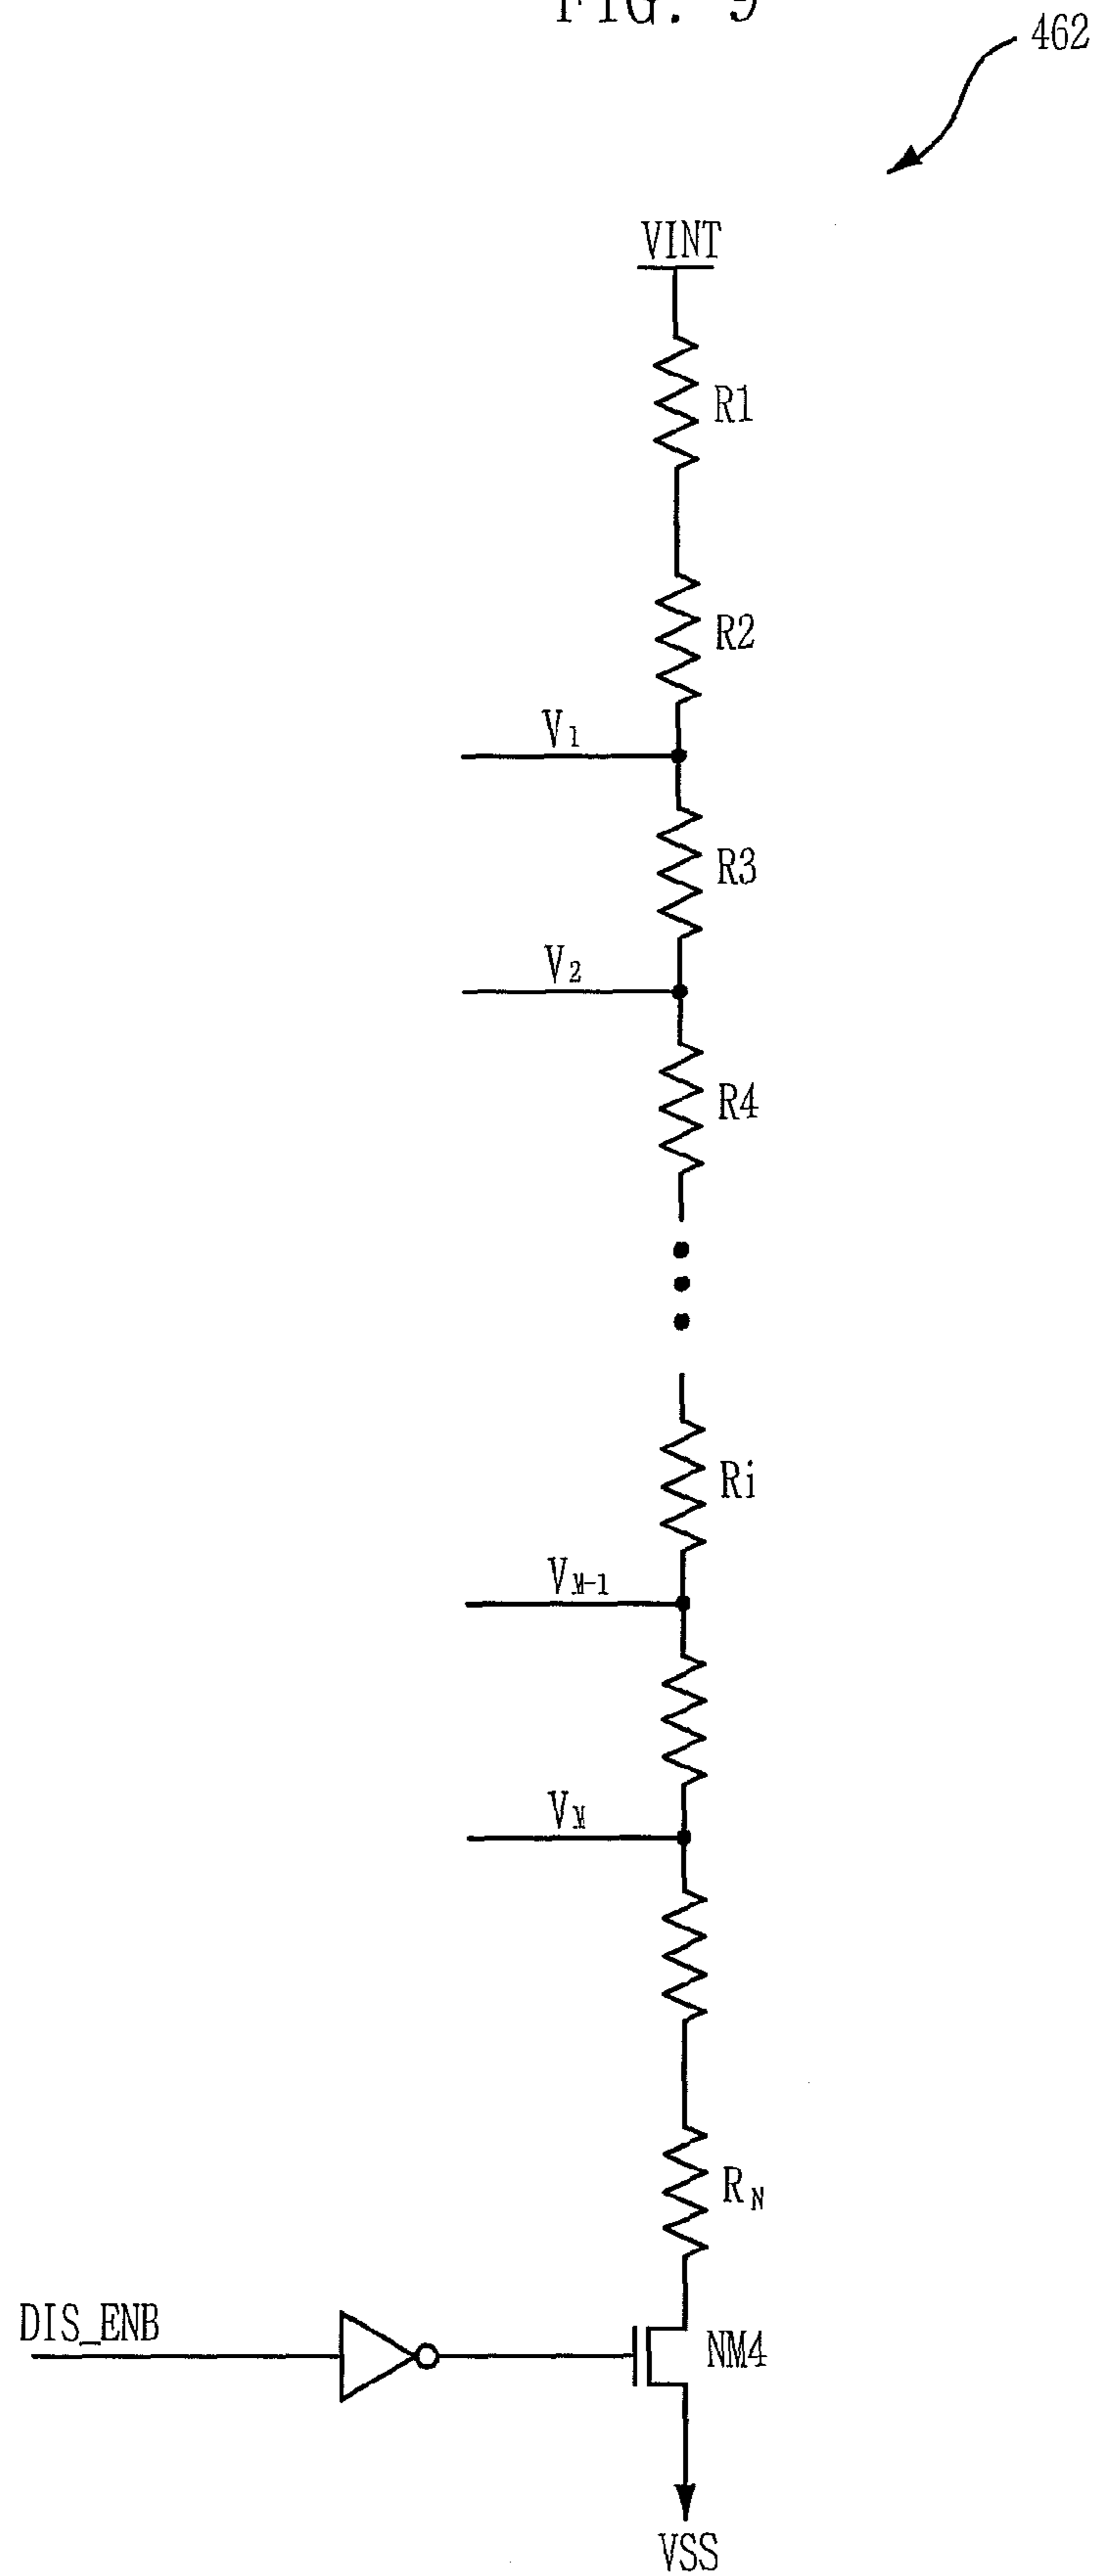 FIG. 9
462
VINT
R1
R2
V1
R3
V2
R4
Ri
VM-1
VM
RN
DIS_ENB
NM4
VSS